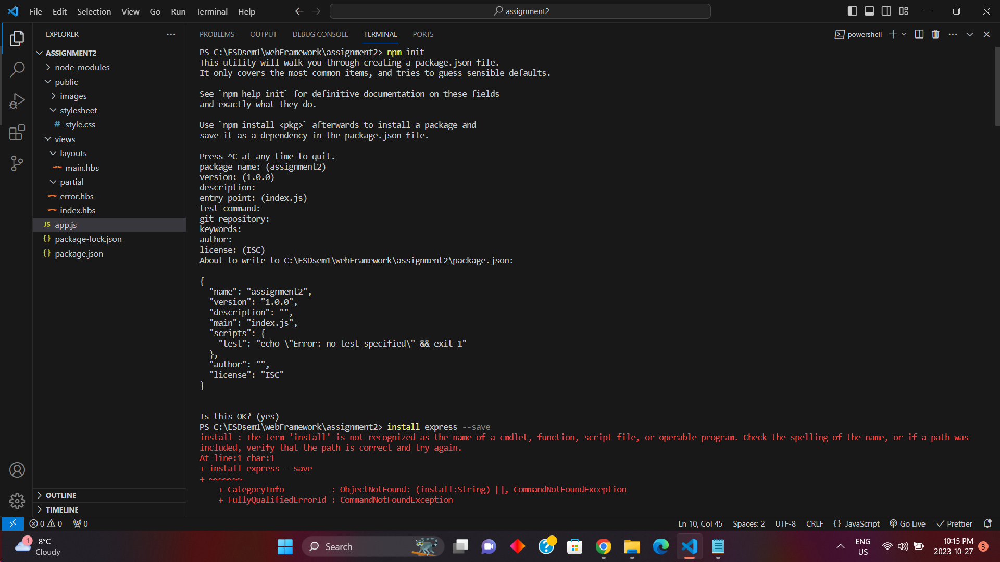 File Edit Selection View Go Run Terminal Help
assignment2
EXPLORER
ASSIGNMENT2
node_modules
public
images
stylesheet
# style.css
views
layouts
main.hbs
partial
error.hbs
index.hbs
JS app.js
{} package-lock.json
{} package.json
OUTLINE
TIMELINE
PROBLEMS OUTPUT DEBUG CONSOLE TERMINAL PORTS
powershell
PS C:\ESDsem1\webFramework\assignment2> npm init
This utility will walk you through creating a package.json file.
It only covers the most common items, and tries to guess sensible defaults.
See `npm help init` for definitive documentation on these fields
and exactly what they do.
Use `npm install <pkg>` afterwards to install a package and
save it as a dependency in the package.json file.
Press ^C at any time to quit.
package name: (assignment2)
version: (1.0.0)
description:
entry point: (index.js)
test command:
git repository:
keywords:
author:
license: (ISC)
About to write to C:\ESDsem1\webFramework\assignment2\package.json:
{
"name": "assignment2",
"version": "1.0.0",
"description": "",
"main": "index.js",
"scripts": {
"test": "echo \"Error: no test specified\" && exit 1"
},
"author": "",
"license": "ISC"
}
Is this OK? (yes)
PS C:\ESDsem1\webFramework\assignment2> install express --save
install : The term 'install' is not recognized as the name of a cmdlet, function, script file, or operable program. Check the spelling of the name, or if a path was
included, verify that the path is correct and try again.
At line:1 char:1
+ install express --save
+ ~~~~~~~
+ CategoryInfo : ObjectNotFound: (install:String) [], CommandNotFoundException
+ FullyQualifiedErrorId : CommandNotFoundException
0 0 0
Ln 10, Col 45 Spaces: 2 UTF-8 CRLF {} JavaScript Go Live Prettier
1
-8°C
Cloudy
Search
ENG
US
10:15 PM
2023-10-27
3